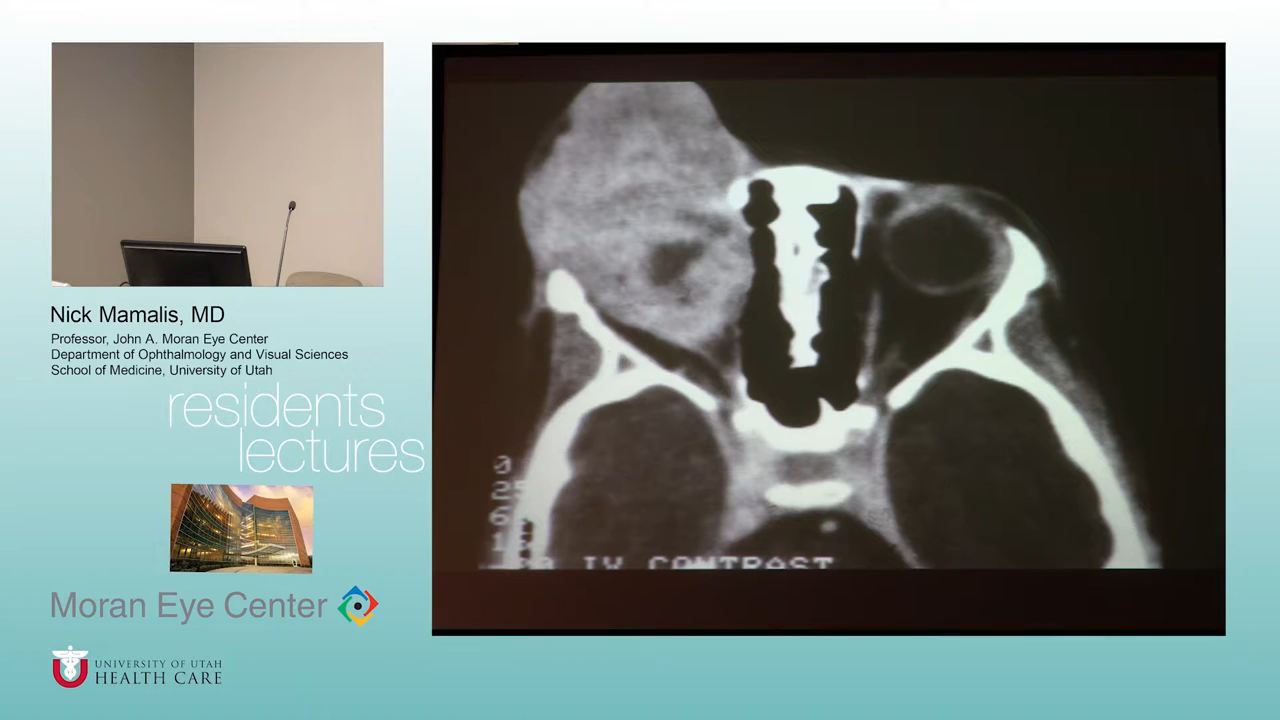 Nick Mamalis, MD
Professor, John A. Moran Eye Center
Department of Ophthalmology and Visual Sciences
School of Medicine, University of Utah
residents
lectures
Moran Eye Center
UNIVERSITY OF UTAH
HEALTH CARE
IV CONTRAST